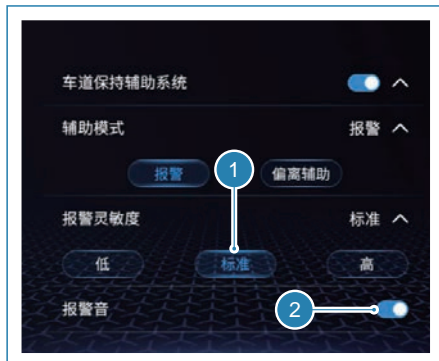 车道保持辅助系统
辅助模式 报警
报警 偏离辅助
1
报警灵敏度 标准
低 标准 高
报警音 2